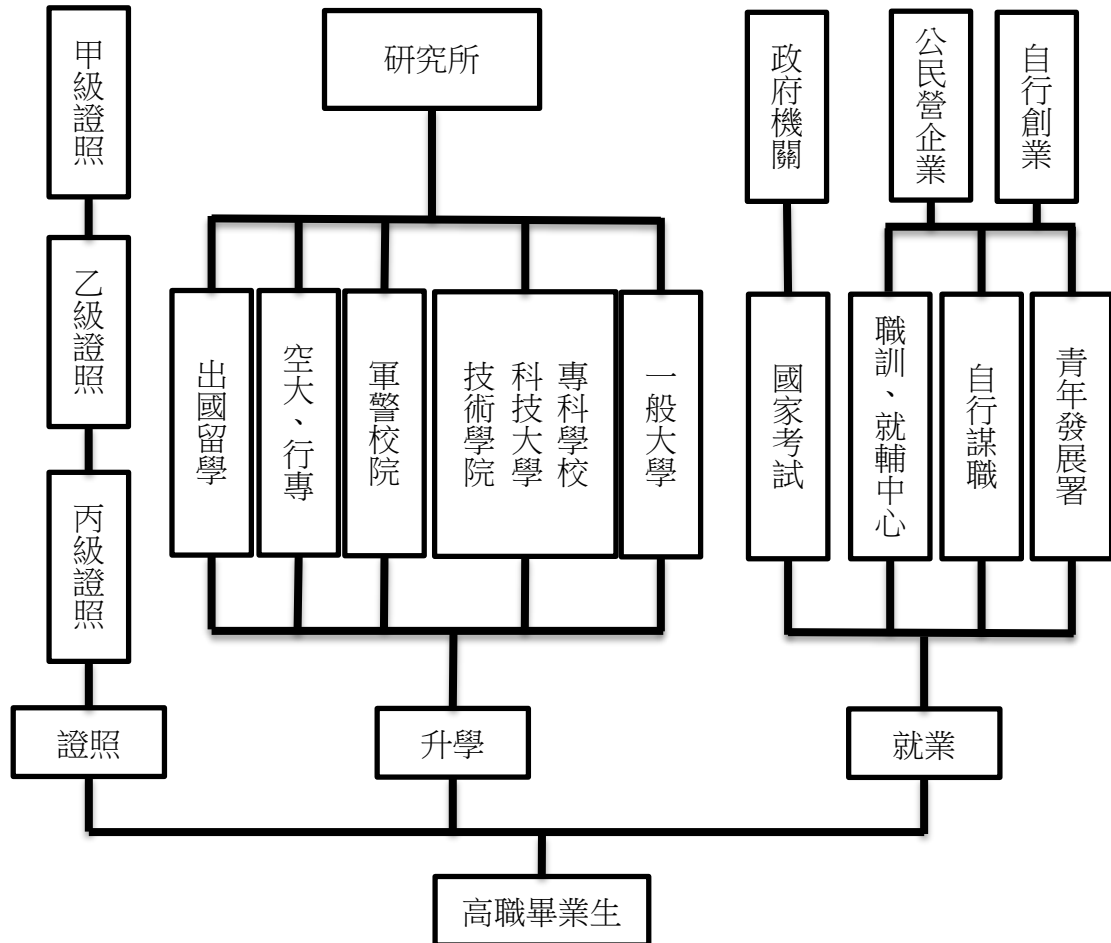 甲級證照
研究所
政府機關
公民營企業
自行創業
乙級證照
出國留學
空大、行專
軍警校院
專科學校
科技大學
技術學院
一般大學
國家考試
職訓、就輔中心
自行謀職
青年發展署
丙級證照
證照
升學
就業
高職畢業生